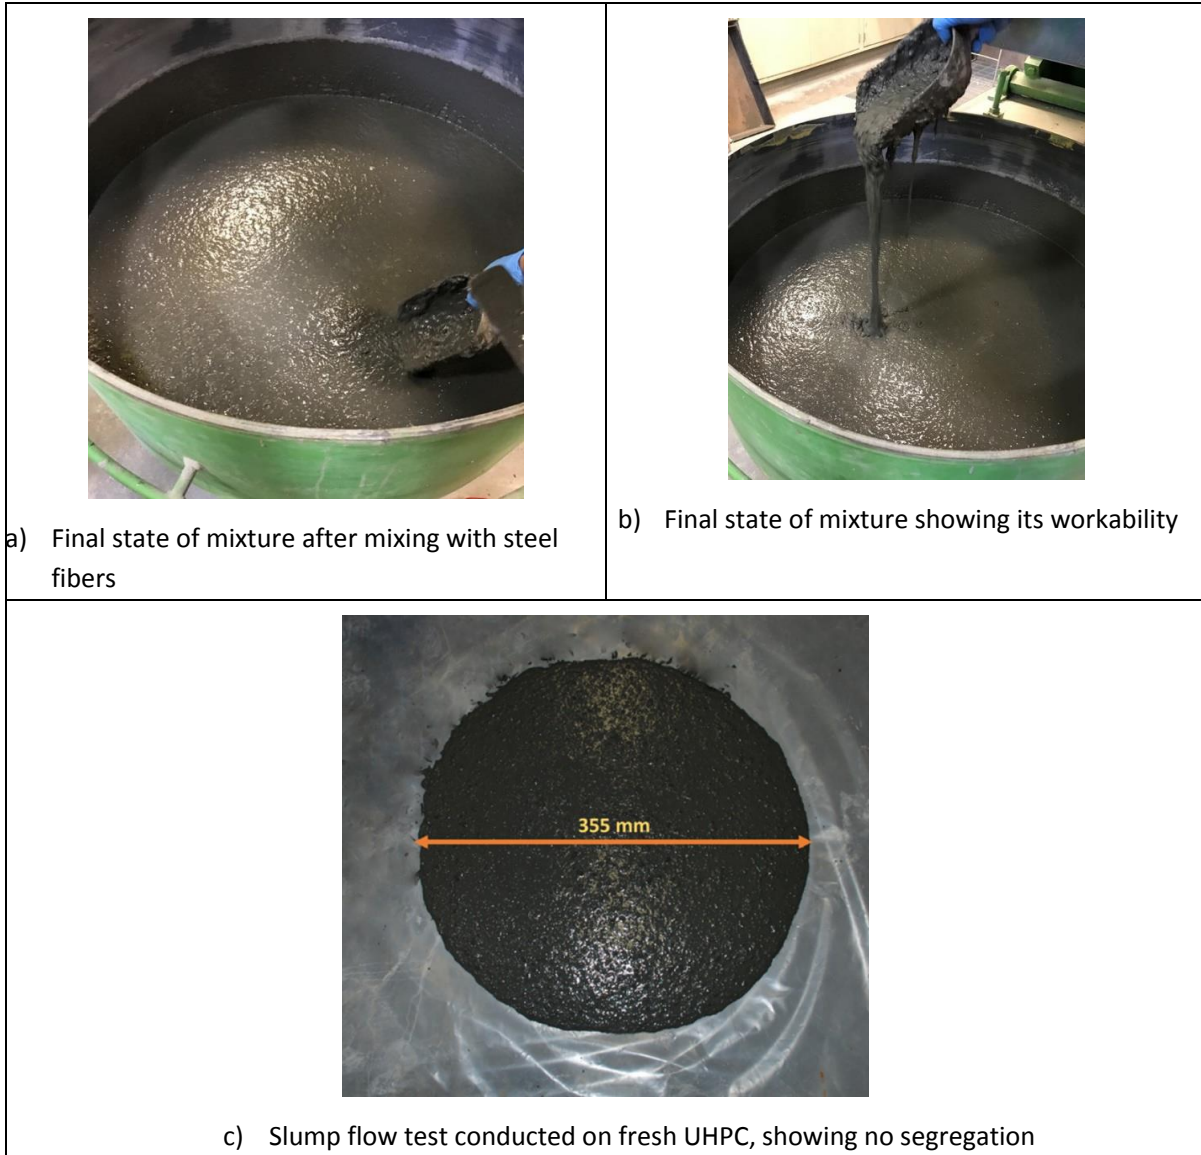 a) Final state of mixture after mixing with steel
fibers
b) Final state of mixture showing its workability
355 mm
c) Slump flow test conducted on fresh UHPC, showing no segregation